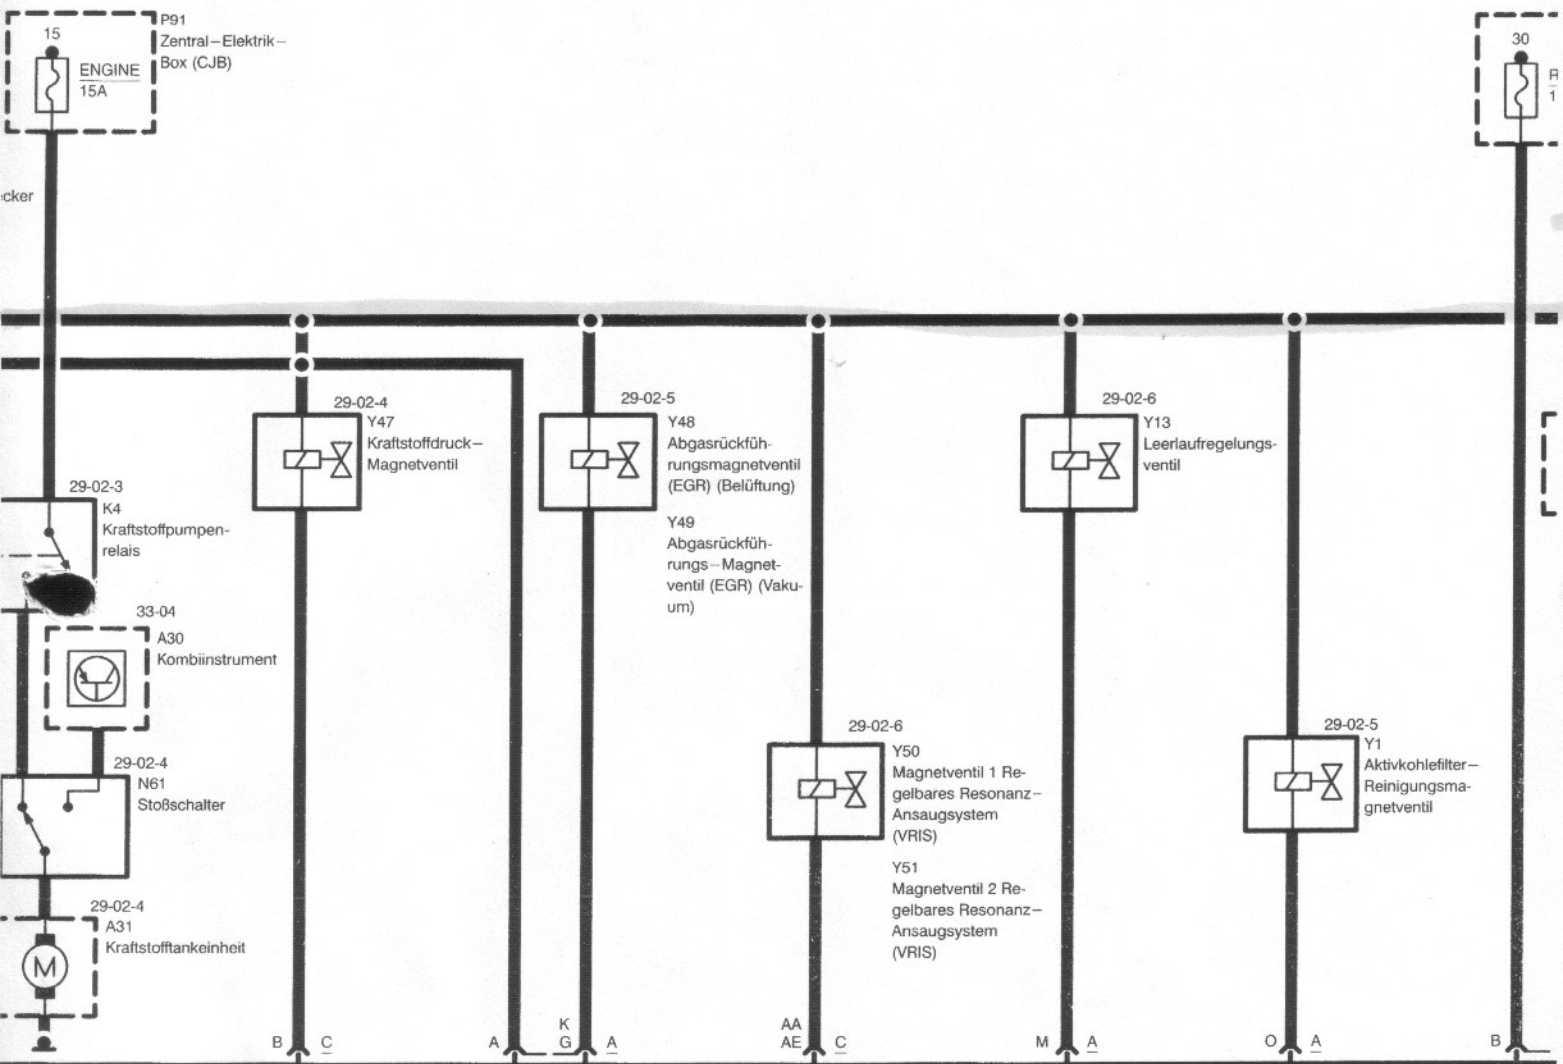 P91
Zentral–Elektrik–
Box (CJB)
15
ENGINE
15A
30
R
1
cker
29-02-4
Y47
Kraftstoffdruck–
Magnetventil
29-02-5
Y48
Abgasrückfüh-
rungsmagnetventil
(EGR) (Belüftung)
Y49
Abgasrückfüh-
rungs–Magnet-
ventil (EGR) (Vaku-
um)
29-02-6
Y13
Leerlaufregelungs-
ventil
29-02-3
K4
Kraftstoffpumpen-
relais
33-04
A30
Kombiinstrument
29-02-4
N61
Stoßschalter
29-02-4
A31
Kraftstofftankeinheit
M
29-02-6
Y50
Magnetventil 1 Re-
gelbares Resonanz–
Ansaugsystem
(VRIS)
Y51
Magnetventil 2 Re-
gelbares Resonanz–
Ansaugsystem
(VRIS)
29-02-5
Y1
Aktivkohlefilter–
Reinigungsma-
gnetventil
B C
A
K
G A
AA
AE C
M A
O A
B